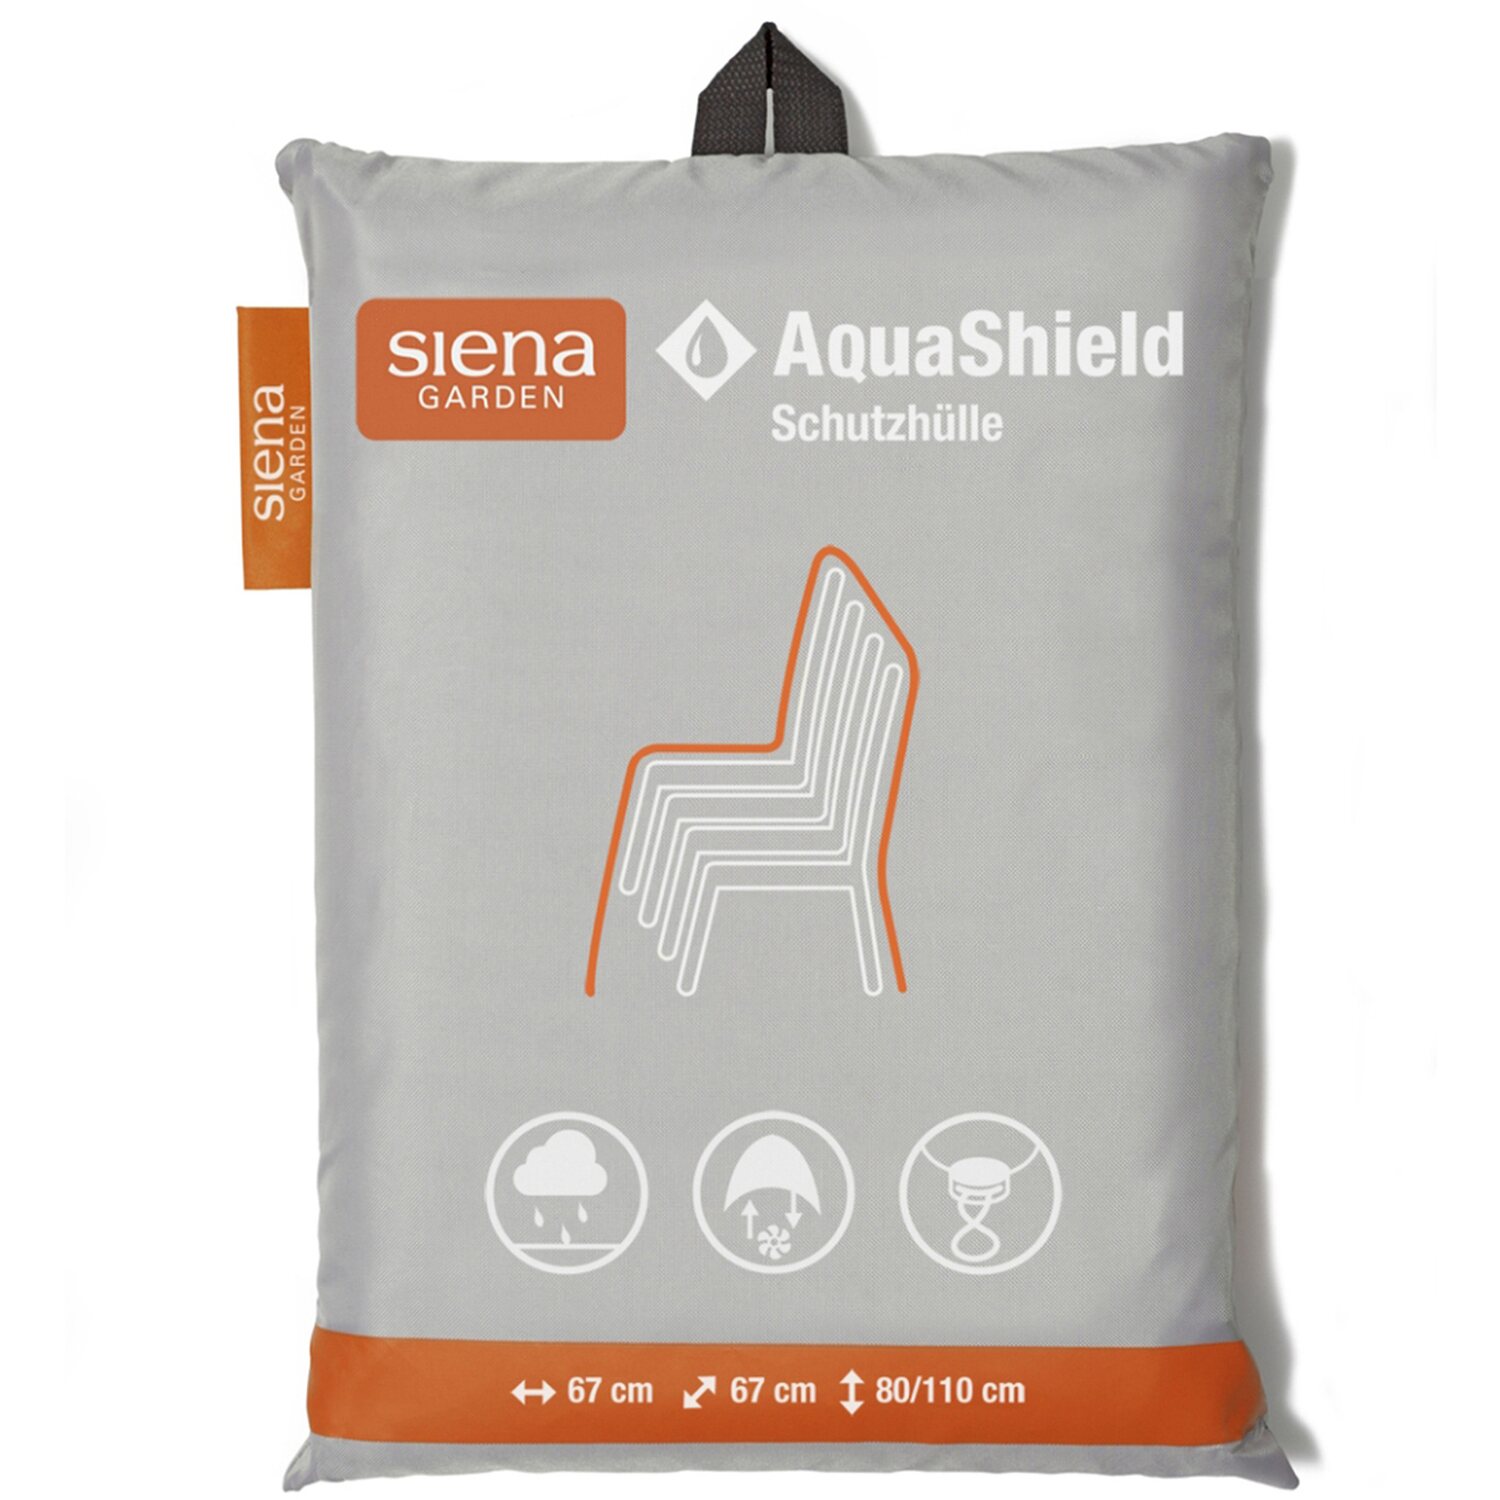 siena
GARDEN
AquaShield
Schutzhülle
siena
GARDEN
67 cm 67 cm 80/110 cm